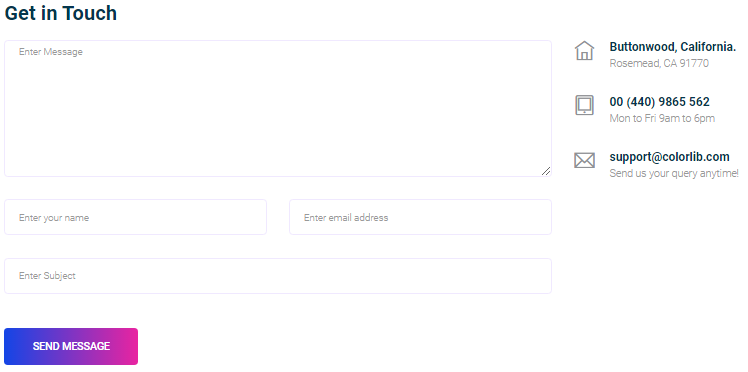 Get in Touch
Enter Message
Enter your name
Enter email address
Enter Subject
SEND MESSAGE
Buttonwood, California.
Rosemead, CA 91770
00 (440) 9865 562
Mon to Fri 9am to 6pm
support@colorlib.com
Send us your query anytime!